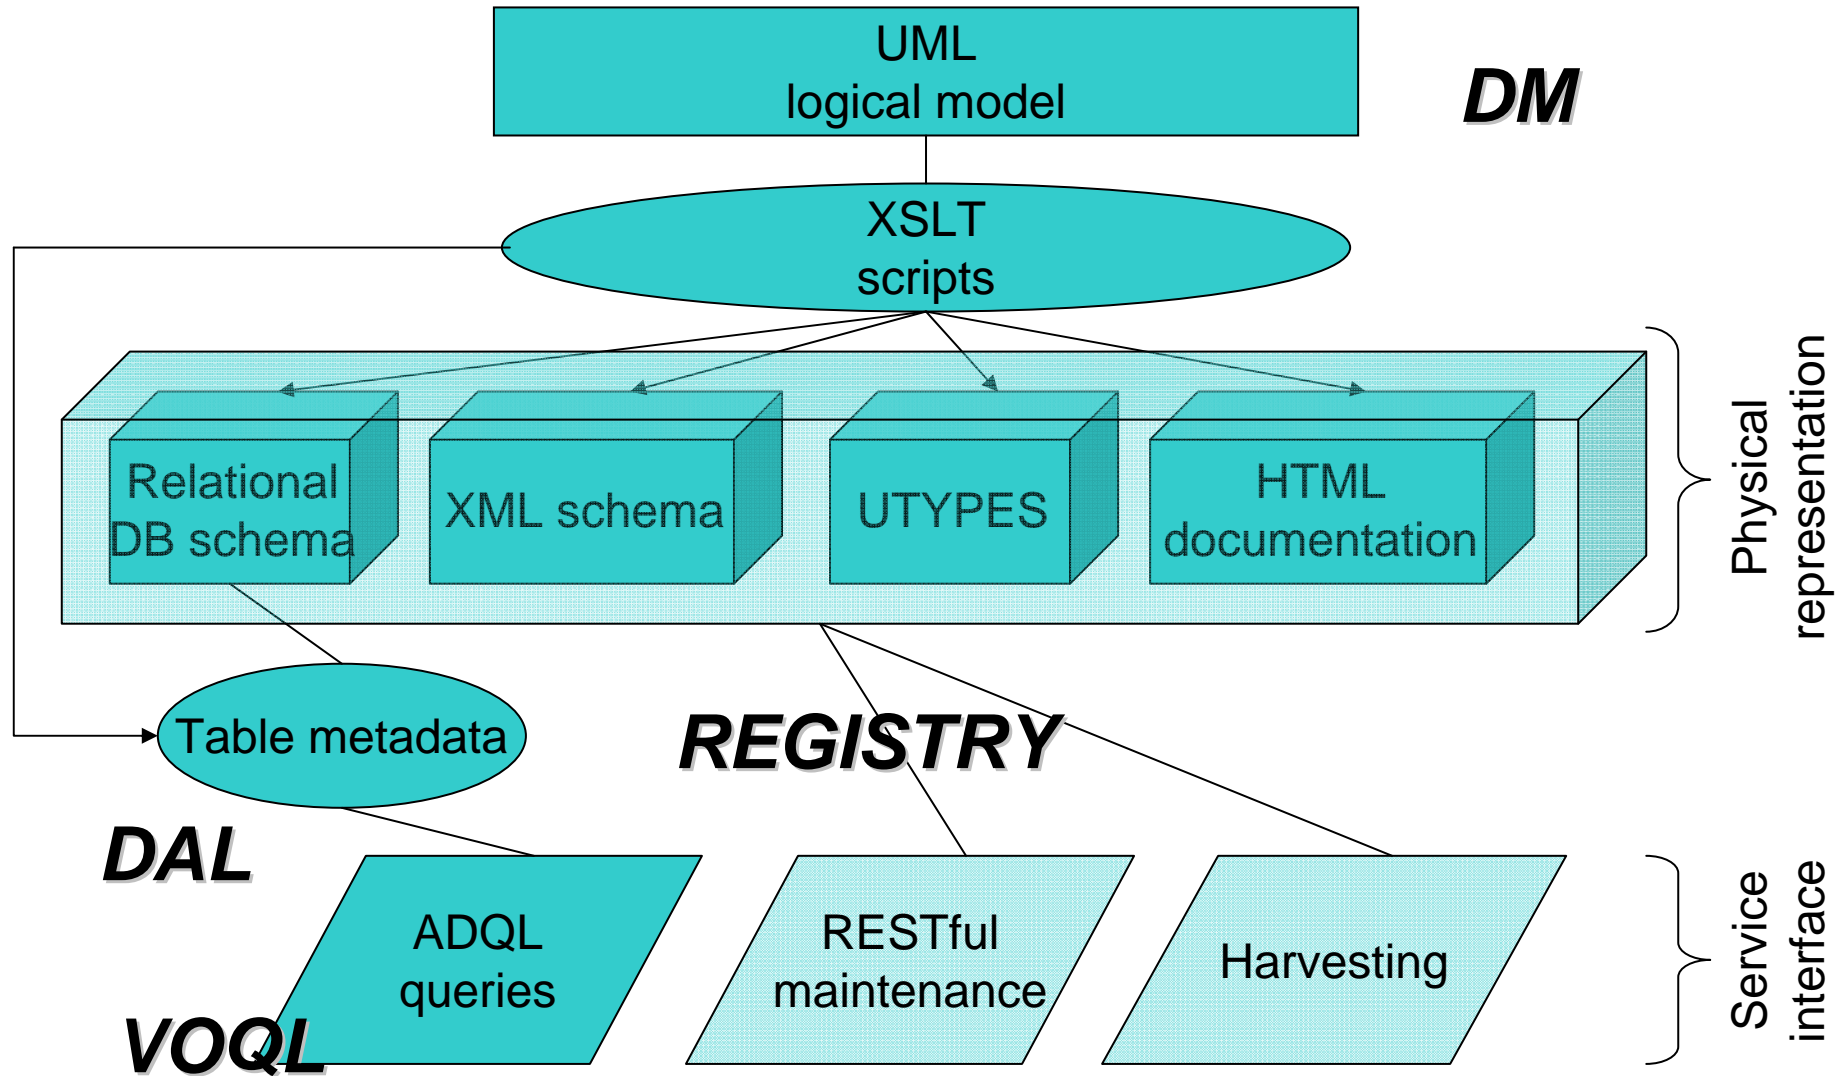 UML
logical model
DM
XSLT
scripts
Relational
DB schema
XML schema
UTYPES
HTML
documentation
Physical
representation
Table metadata
REGISTRY
DAL
ADQL
queries
RESTful
maintenance
Harvesting
Service
interface
VOQL